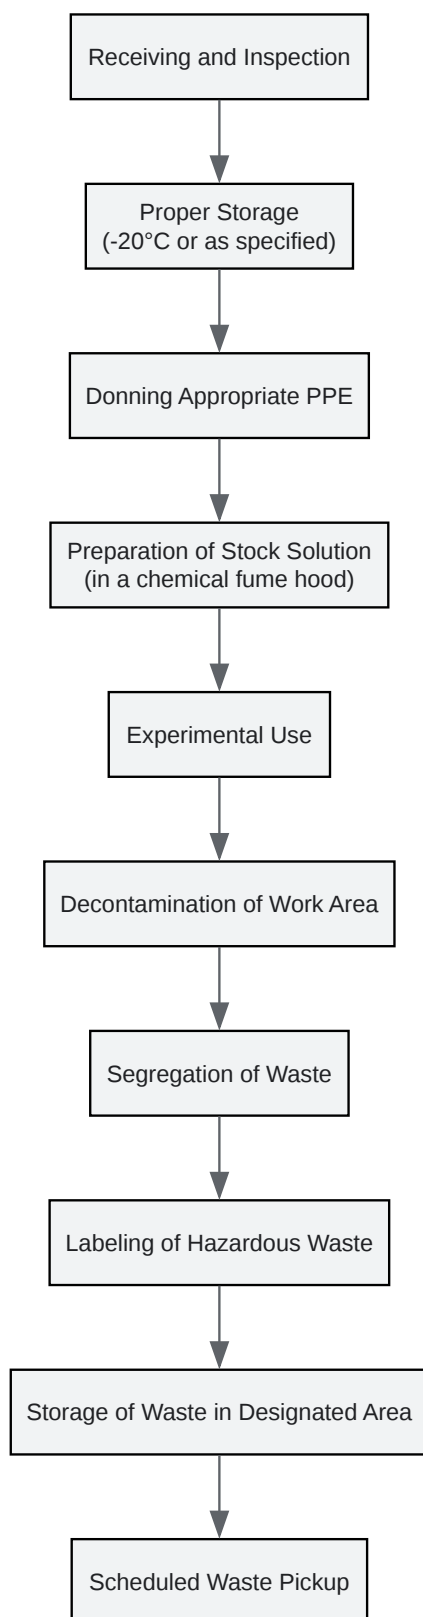 Receiving and Inspection
Proper Storage
(-20°C or as specified)
Donning Appropriate PPE
Preparation of Stock Solution
(in a chemical fume hood)
Experimental Use
Decontamination of Work Area
Segregation of Waste
Labeling of Hazardous Waste
Storage of Waste in Designated Area
Scheduled Waste Pickup